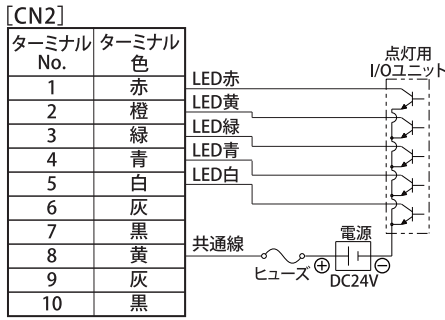 [CN2]
ターミナル No. ターミナル 色
1 赤
2 橙
3 緑
4 青
5 白
6 灰
7 黒
8 黄
9 灰
10 黒
LED赤
LED黄
LED緑
LED青
LED白
共通線
ヒューズ
電源
⊕ ⊖
DC24V
点灯用
I/Oユニット